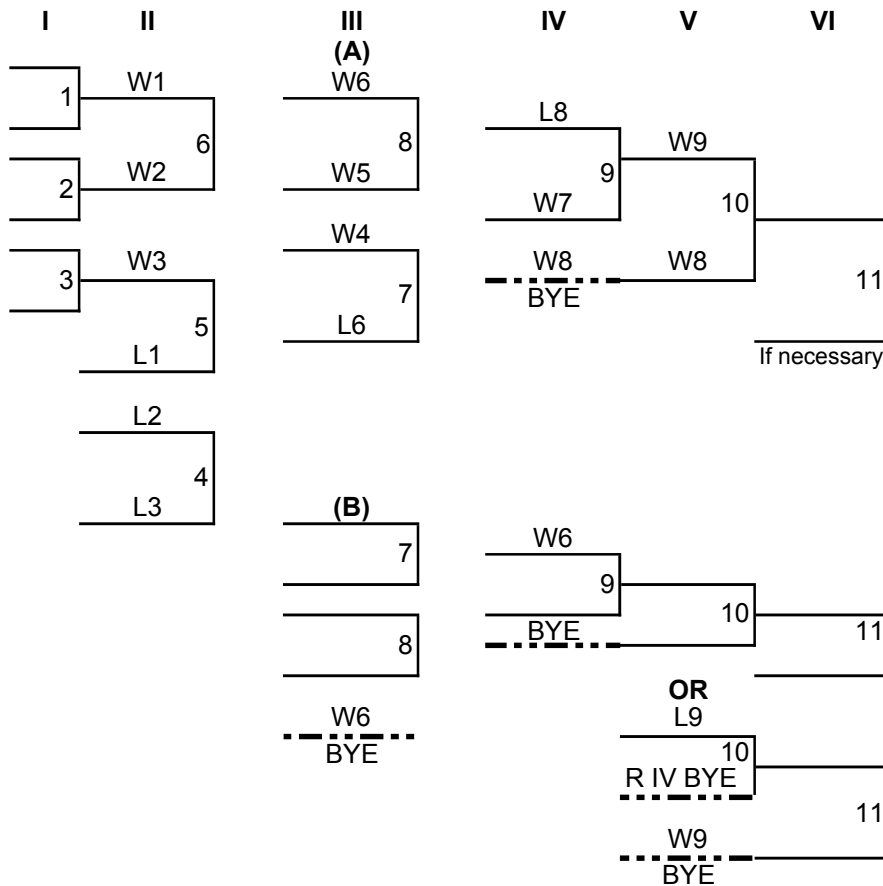 I II III IV V VI
(A)
W1 W6 L8
1 6 8 9 W9
2 W2 W5 W7 10
3 W3 W4 W8 W8
BYE
5 7 11
L1 L6
If necessary
L2
4
L3 (B)
7 W6
9
10
BYE
8 11
OR
W6 L9
BYE 10
R IV BYE
11
W9
BYE